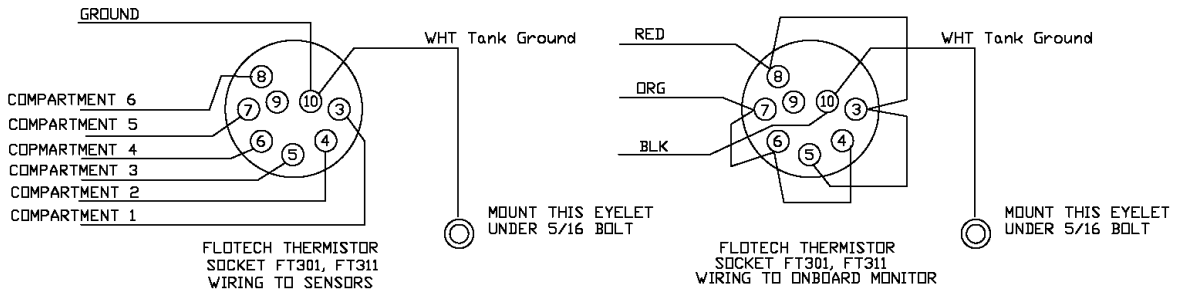 GROUND
WHT Tank Ground
8
9
10
3
7
6
5
4
COMPARTMENT 6
COMPARTMENT 5
COPMARTMENT 4
COMPARTMENT 3
COMPARTMENT 2
COMPARTMENT 1
MOUNT THIS EYELET
UNDER 5/16 BOLT
FLOTECH THERMISTOR
SOCKET FT301, FT311
WIRING TO SENSORS
RED
ORG
BLK
WHT Tank Ground
8
9
10
3
7
6
5
4
MOUNT THIS EYELET
UNDER 5/16 BOLT
FLOTECH THERMISTOR
SOCKET FT301, FT311
WIRING TO ONBOARD MONITOR